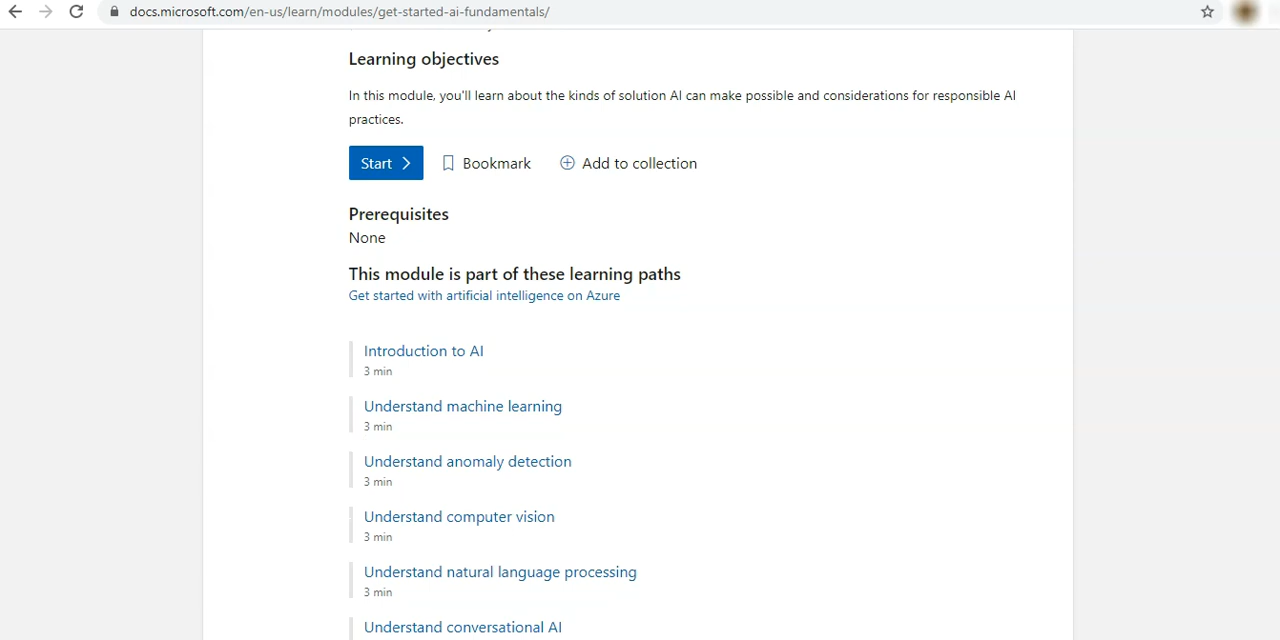 docs.microsoft.com/en-us/learn/modules/get-started-ai-fundamentals/
Learning objectives
In this module, you'll learn about the kinds of solution AI can make possible and considerations for responsible AI
practices.
Start
Bookmark
Add to collection
Prerequisites
None
This module is part of these learning paths
Get started with artificial intelligence on Azure
Introduction to AI
3 min
Understand machine learning
3 min
Understand anomaly detection
3 min
Understand computer vision
3 min
Understand natural language processing
3 min
Understand conversational AI